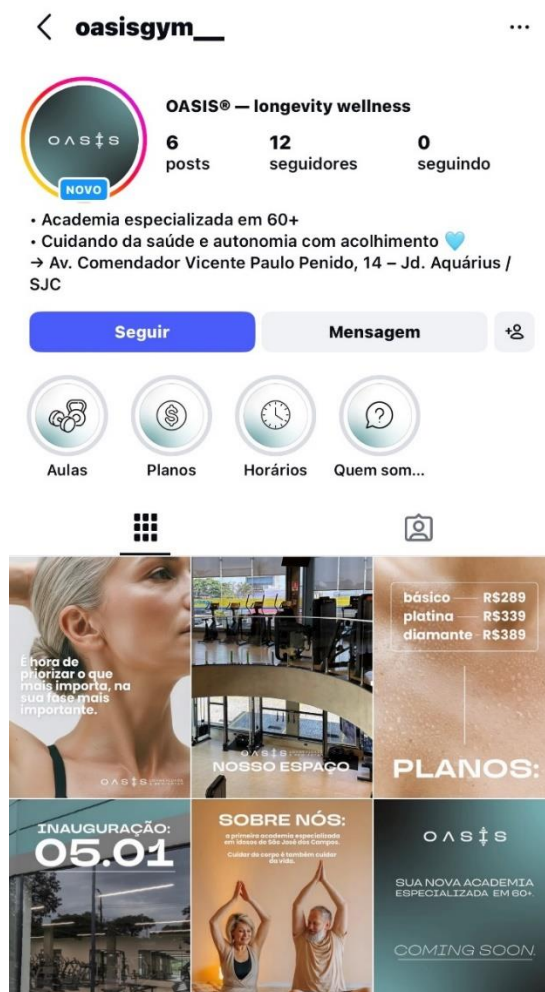 oasisgym__
OASIS® — longevity wellness
6
12
0
posts
seguidores
seguindo
OASIS
NOVO
• Academia especializada em 60+
• Cuidando da saúde e autonomia com acolhimento 🩵
→ Av. Comendador Vicente Paulo Penido, 14 – Jd. Aquárius /
SJC
Seguir
Mensagem
Aulas
Planos
Horários
Quem som...
É hora de
priorizar o que
mais importa, na
sua fase mais
importante.
OASIS
OASIS
NOSSO ESPAÇO
básico R$289
platina R$339
diamante R$389
PLANOS:
INAUGURAÇÃO:
05.01
SOBRE NÓS:
a primeira academia especializada
em idosos de São José dos Campos.
Cuidar do corpo é também cuidar
da vida.
OASIS
SUA NOVA ACADEMIA
ESPECIALIZADA EM 60+.
COMING SOON.